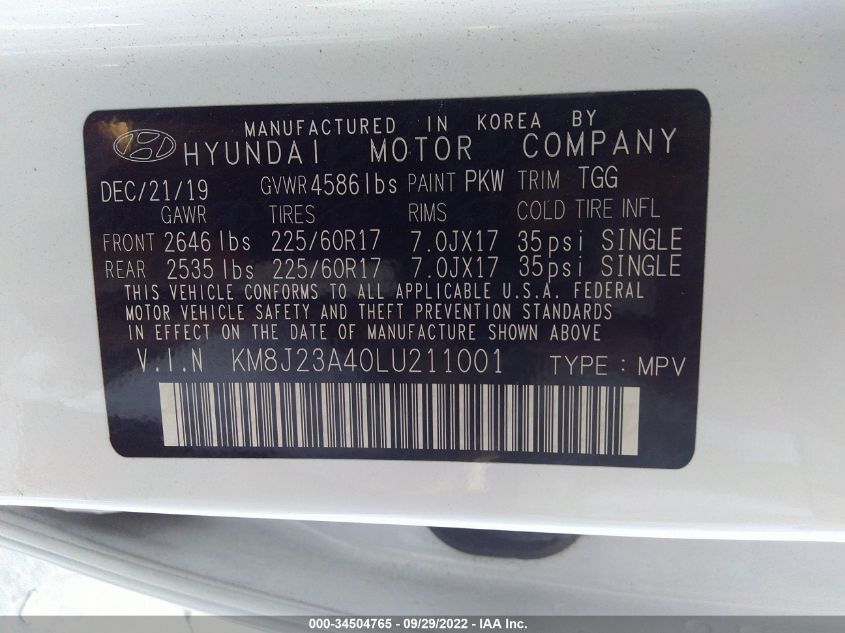 MANUFACTURED IN KOREA BY
HYUNDAI MOTOR COMPANY
DEC/21/19 GVWR 4586lbs PAINT PKW TRIM TGG
GAWR TIRES RIMS COLD TIRE INFL
FRONT 2646 lbs 225/60R17 7.0JX17 35psi SINGLE
REAR 2535 lbs 225/60R17 7.0JX17 35psi SINGLE
THIS VEHICLE CONFORMS TO ALL APPLICABLE U.S.A. FEDERAL
MOTOR VEHICLE SAFETY AND THEFT PREVENTION STANDARDS
IN EFFECT ON THE DATE OF MANUFACTURE SHOWN ABOVE
V.I.N KM8J23A40LU211001 TYPE : MPV
000-34504765 - 09/29/2022 - IAA Inc.